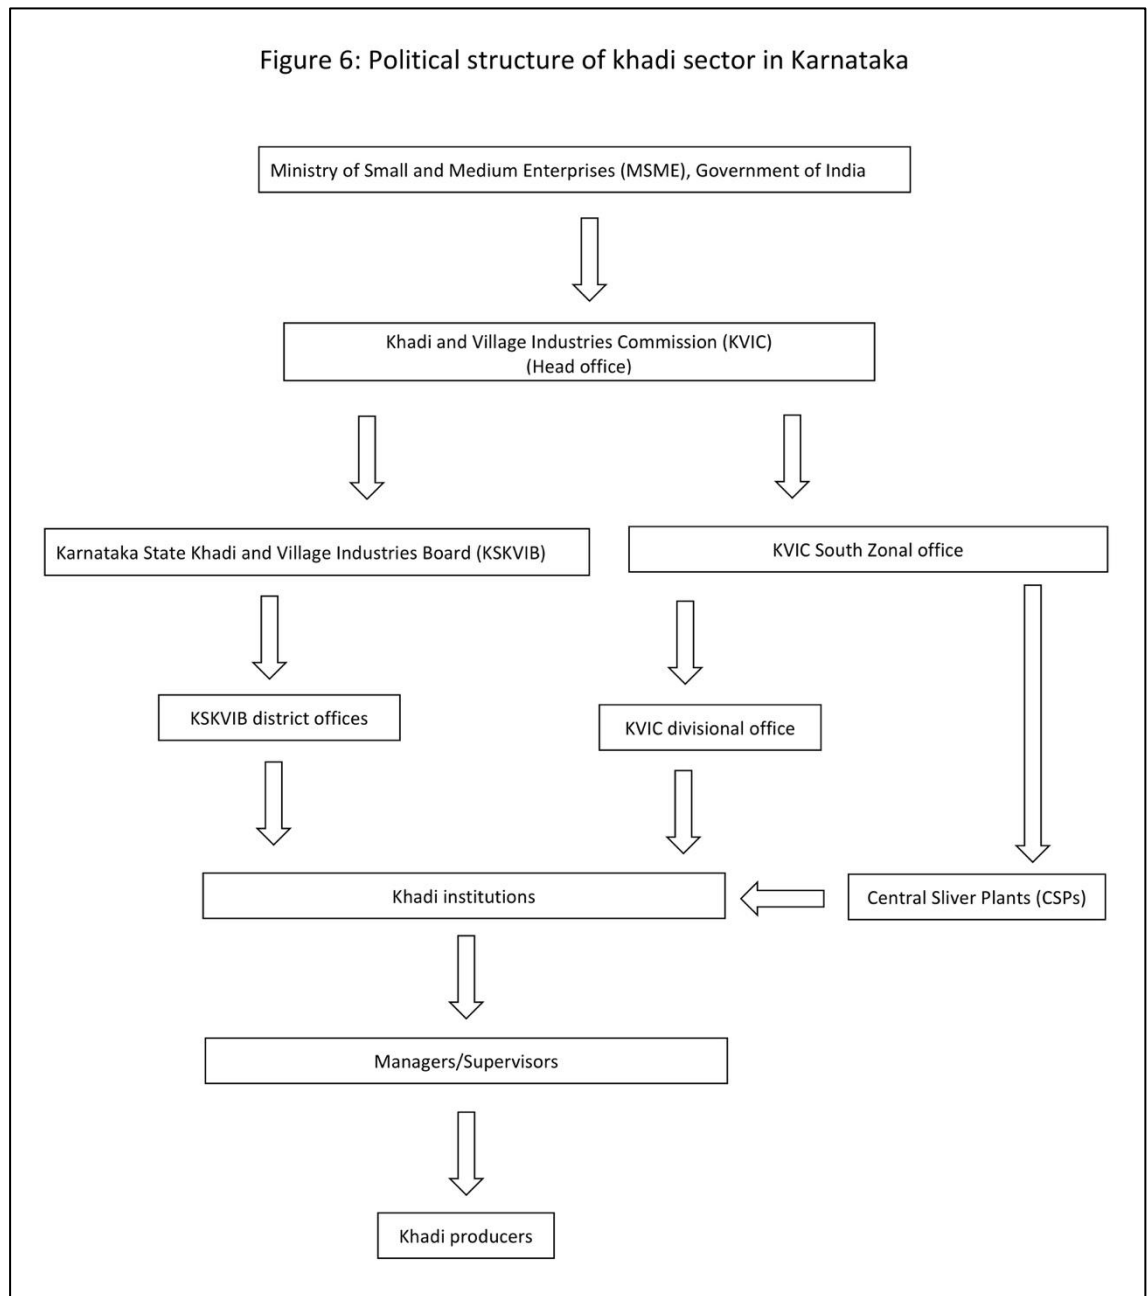 Figure 6: Political structure of khadi sector in Karnataka
Ministry of Small and Medium Enterprises (MSME), Government of India
Khadi and Village Industries Commission (KVIC)
(Head office)
Karnataka State Khadi and Village Industries Board (KSKVIB)
KVIC South Zonal office
KSKVIB district offices
KVIC divisional office
Khadi institutions
Central Sliver Plants (CSPs)
Managers/Supervisors
Khadi producers